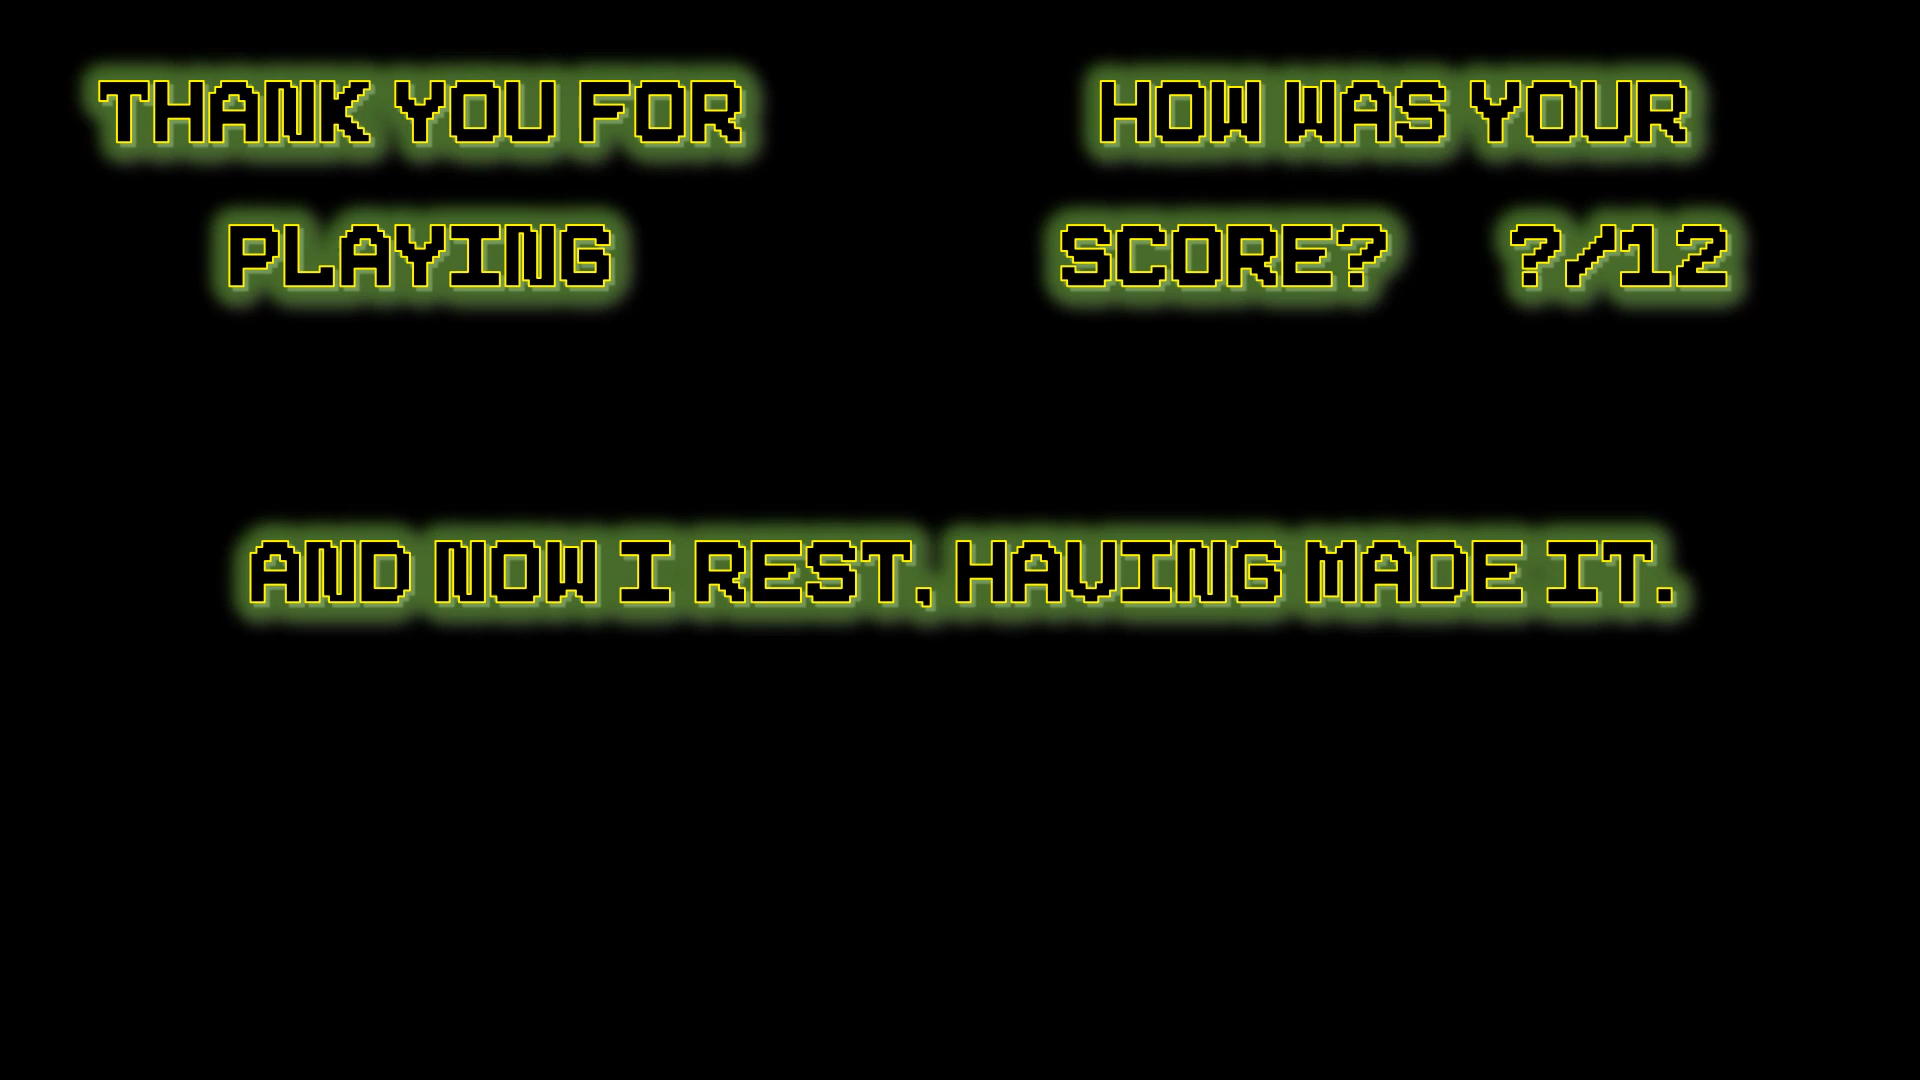 THANK YOU FOR
PLAYING
HOW WAS YOUR
SCORE? ?/12
AND NOW I REST, HAVING MADE IT.